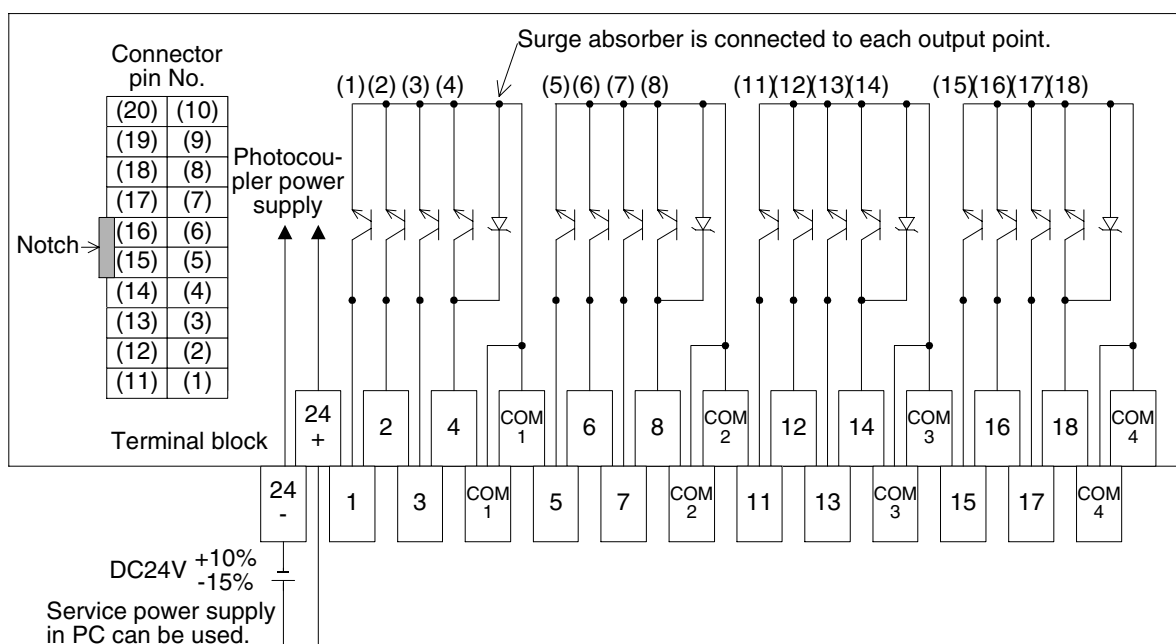 Surge absorber is connected to each output point.
Connector
pin No.
(1)(2) (3) (4) (5)(6) (7) (8) (11)(12)(13)(14) (15)(16)(17)(18)
(20) (10)
(19) (9)
(18) (8)
(17) (7)
(16) (6)
(15) (5)
(14) (4)
(13) (3)
(12) (2)
(11) (1)
Photocou-
pler power
supply
Notch
Terminal block
24
+
2 4 COM
1
6 8 COM
2
12 14 COM
3
16 18 COM
4
24
-
1 3 COM
1
5 7 COM
2
11 13 COM
3
15 17 COM
4
DC24V +10%
-15%
Service power supply
in PC can be used.